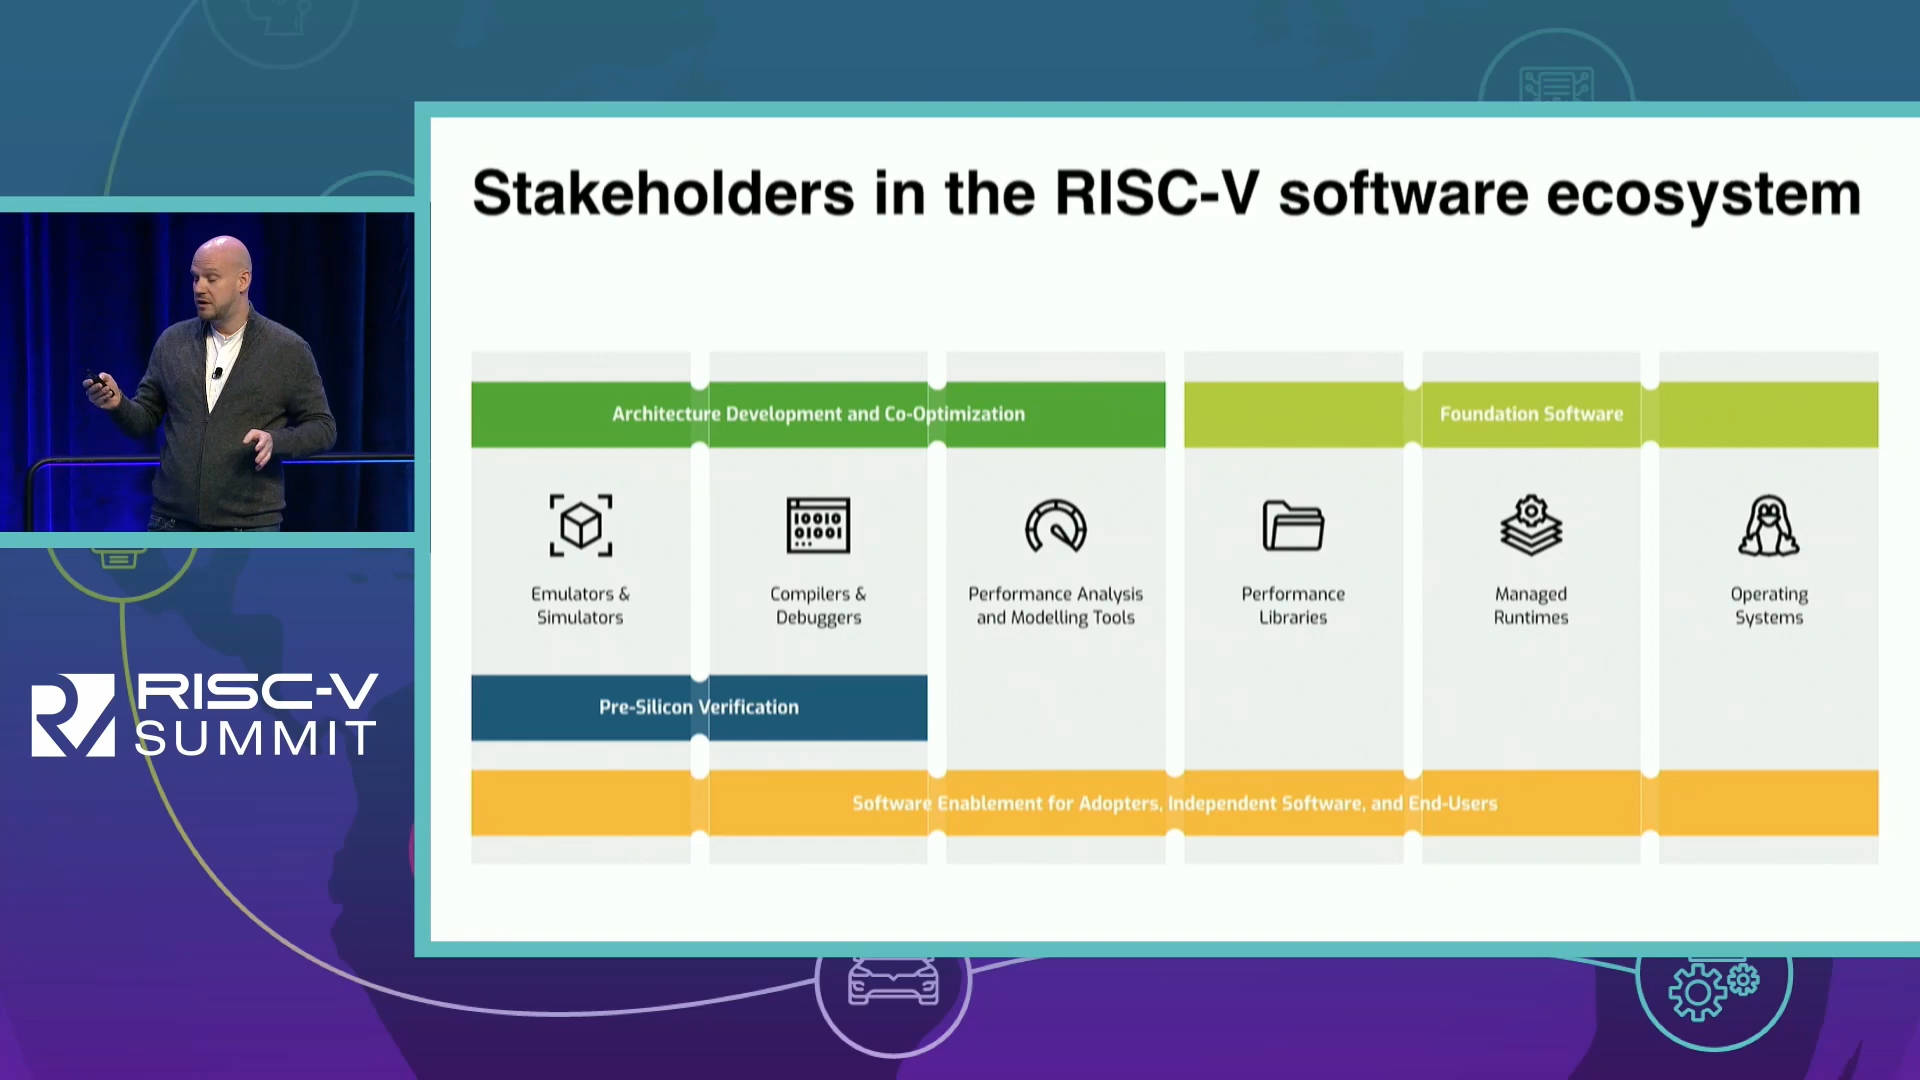 Stakeholders in the RISC-V software ecosystem
Architecture Development and Co-Optimization
Foundation Software
10010
01001
Emulators &
Simulators
Compilers &
Debuggers
Performance Analysis
and Modelling Tools
Performance
Libraries
Managed
Runtimes
Operating
Systems
Pre-Silicon Verification
Software Enablement for Adopters, Independent Software, and End-Users
RISC-V
SUMMIT